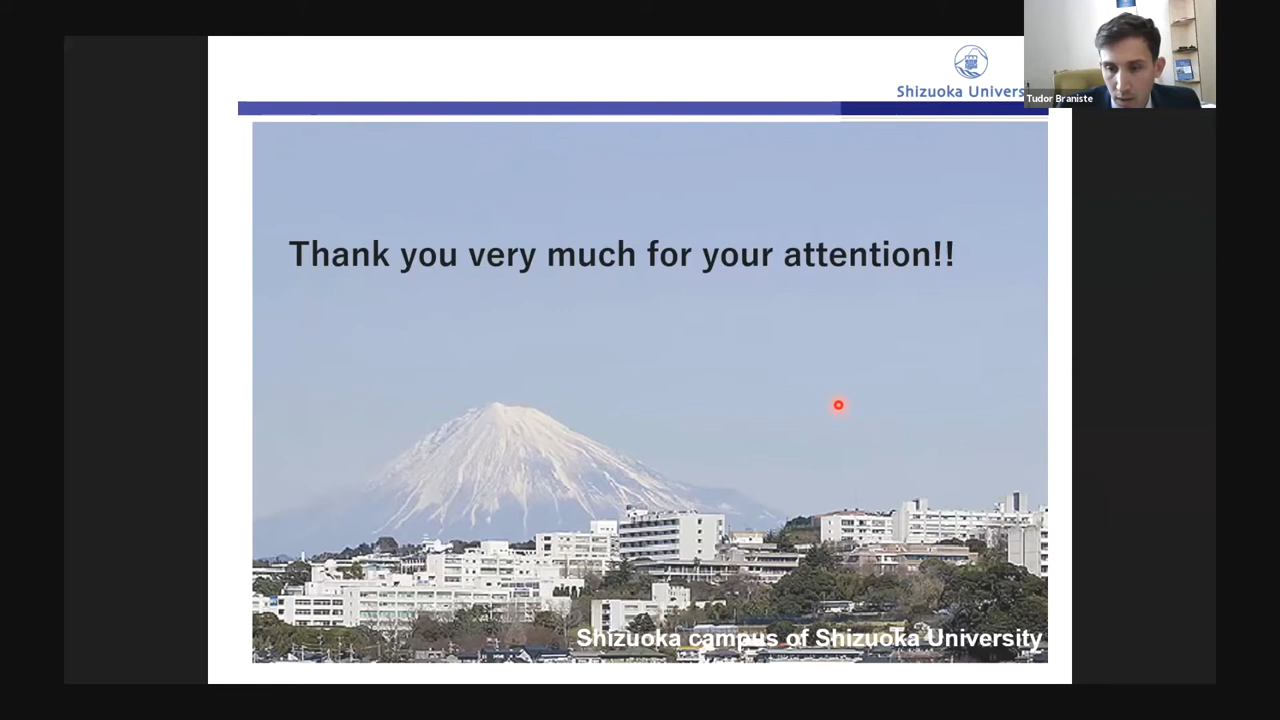 Shizuoka Univers
Tudor Braniste
Thank you very much for your attention!!
Shizuoka campus of Shizuoka University